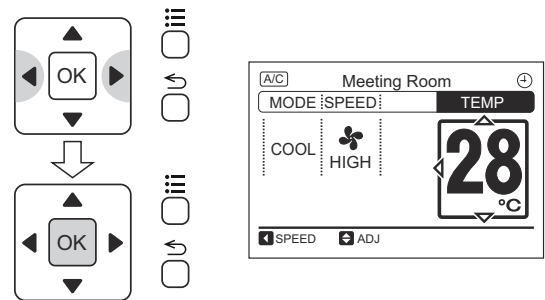 OK
OK
A/C Meeting Room
MODE SPEED TEMP
COOL HIGH 28 °C
SPEED ADJ